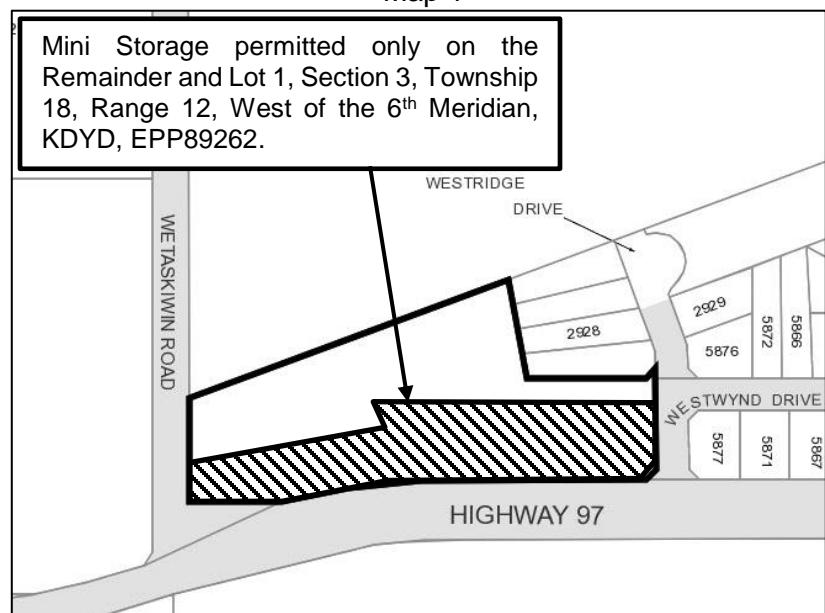 Mini Storage permitted only on the
Remainder and Lot 1, Section 3, Township
18, Range 12, West of the 6th Meridian,
KDYD, EPP89262.
WESTRIDGE
DRIVE
WETASKIWIN ROAD
2928
2929
5876
5872
5866
WESTWYND DRIVE
5877
5871
5867
HIGHWAY 97